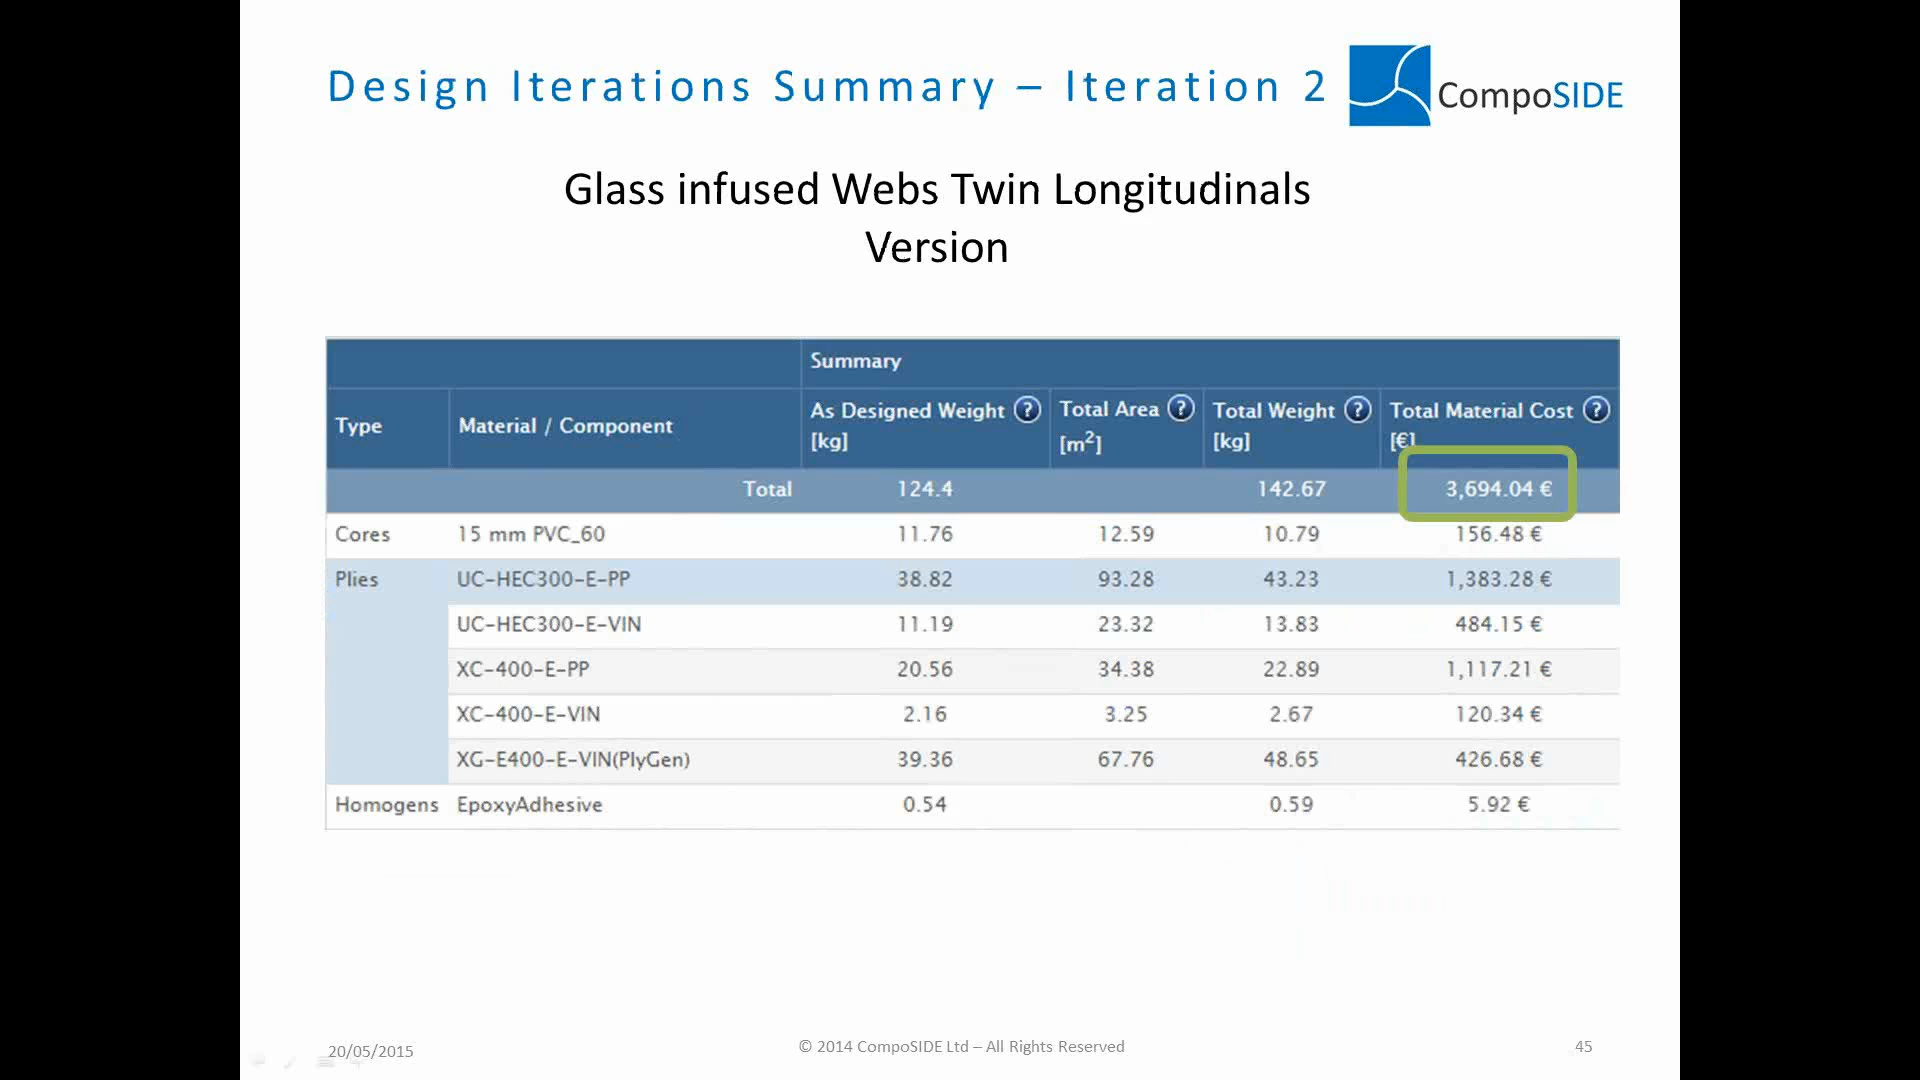 Design Iterations Summary – Iteration 2
CompoSIDE
Glass infused Webs Twin Longitudinals
Version
Summary
Type Material / Component As Designed Weight ? [kg] Total Area ? [m²] Total Weight ? [kg] Total Material Cost ? [€]
Total 124.4 142.67 3,694.04 €
Cores 15 mm PVC_60 11.76 12.59 10.79 156.48 €
Plies UC-HEC300-E-PP 38.82 93.28 43.23 1,383.28 €
UC-HEC300-E-VIN 11.19 23.32 13.83 484.15 €
XC-400-E-PP 20.56 34.38 22.89 1,117.21 €
XC-400-E-VIN 2.16 3.25 2.67 120.34 €
XG-E400-E-VIN(PlyGen) 39.36 67.76 48.65 426.68 €
Homogens EpoxyAdhesive 0.54 0.59 5.92 €
20/05/2015
© 2014 CompoSIDE Ltd – All Rights Reserved
45